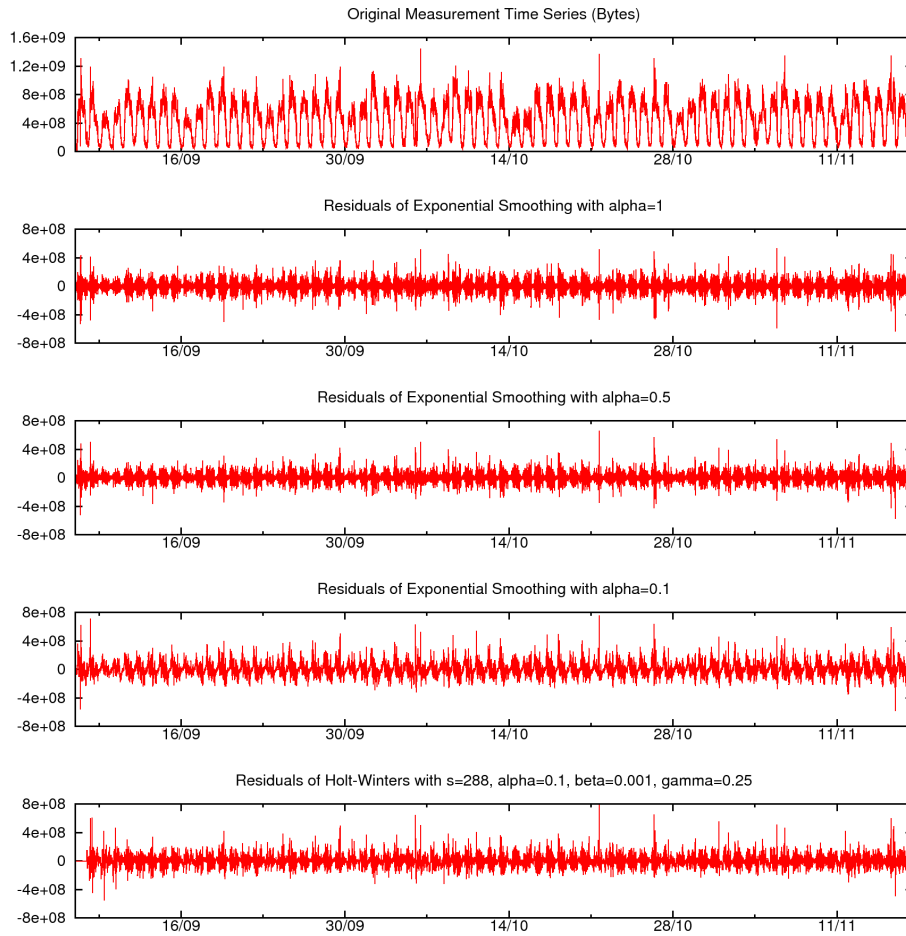 Original Measurement Time Series (Bytes)
1.6e+09
1.2e+09
8e+08
4e+08
0
16/09 30/09 14/10 28/10 11/11
Residuals of Exponential Smoothing with alpha=1
8e+08
4e+08
0
-4e+08
-8e+08
16/09 30/09 14/10 28/10 11/11
Residuals of Exponential Smoothing with alpha=0.5
8e+08
4e+08
0
-4e+08
-8e+08
16/09 30/09 14/10 28/10 11/11
Residuals of Exponential Smoothing with alpha=0.1
8e+08
4e+08
0
-4e+08
-8e+08
16/09 30/09 14/10 28/10 11/11
Residuals of Holt-Winters with s=288, alpha=0.1, beta=0.001, gamma=0.25
8e+08
4e+08
0
-4e+08
-8e+08
16/09 30/09 14/10 28/10 11/11